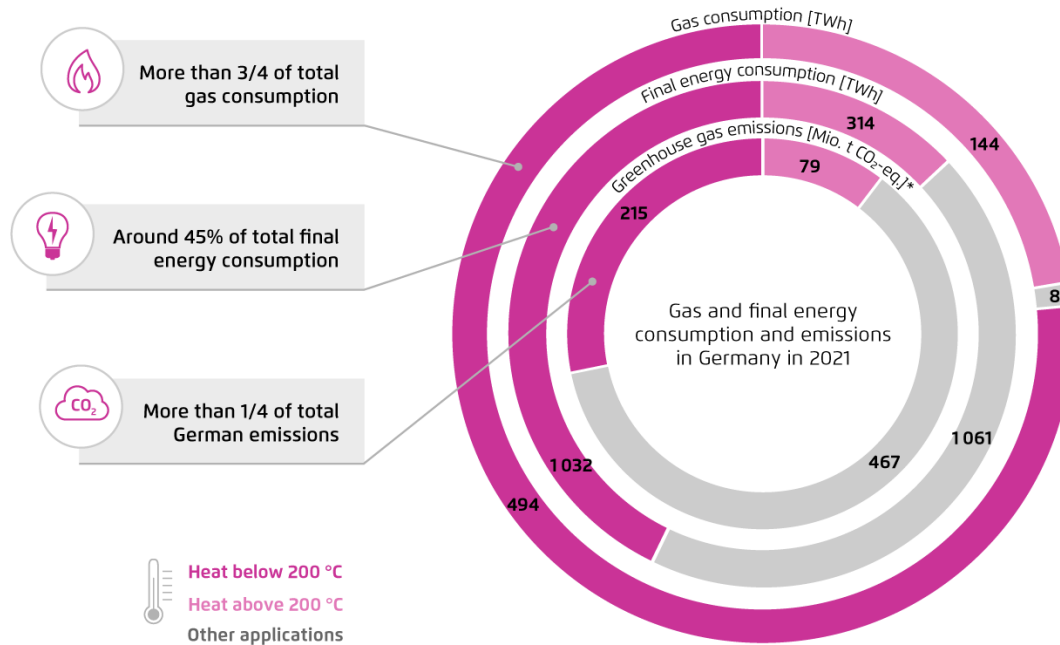 Gas consumption [TWh]
More than 3/4 of total
gas consumption
Final energy consumption [TWh]
314
144
Greenhouse gas emissions [Mio. t CO₂-eq.]*
79
215
Around 45% of total final
energy consumption
8
Gas and final energy
consumption and emissions
in Germany in 2021
CO₂
More than 1/4 of total
German emissions
1 061
467
1 032
494
Heat below 200 °C
Heat above 200 °C
Other applications